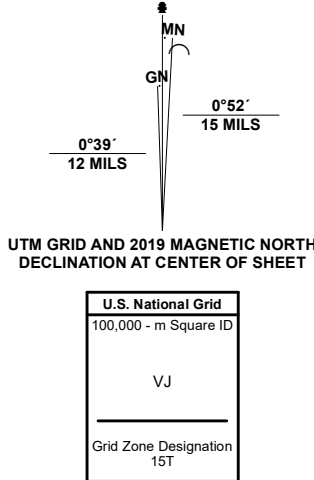 MN
GN
0°52´
15 MILS
0°39´
12 MILS
UTM GRID AND 2019 MAGNETIC NORTH
DECLINATION AT CENTER OF SHEET
U.S. National Grid
100,000 - m Square ID
VJ
Grid Zone Designation
15T